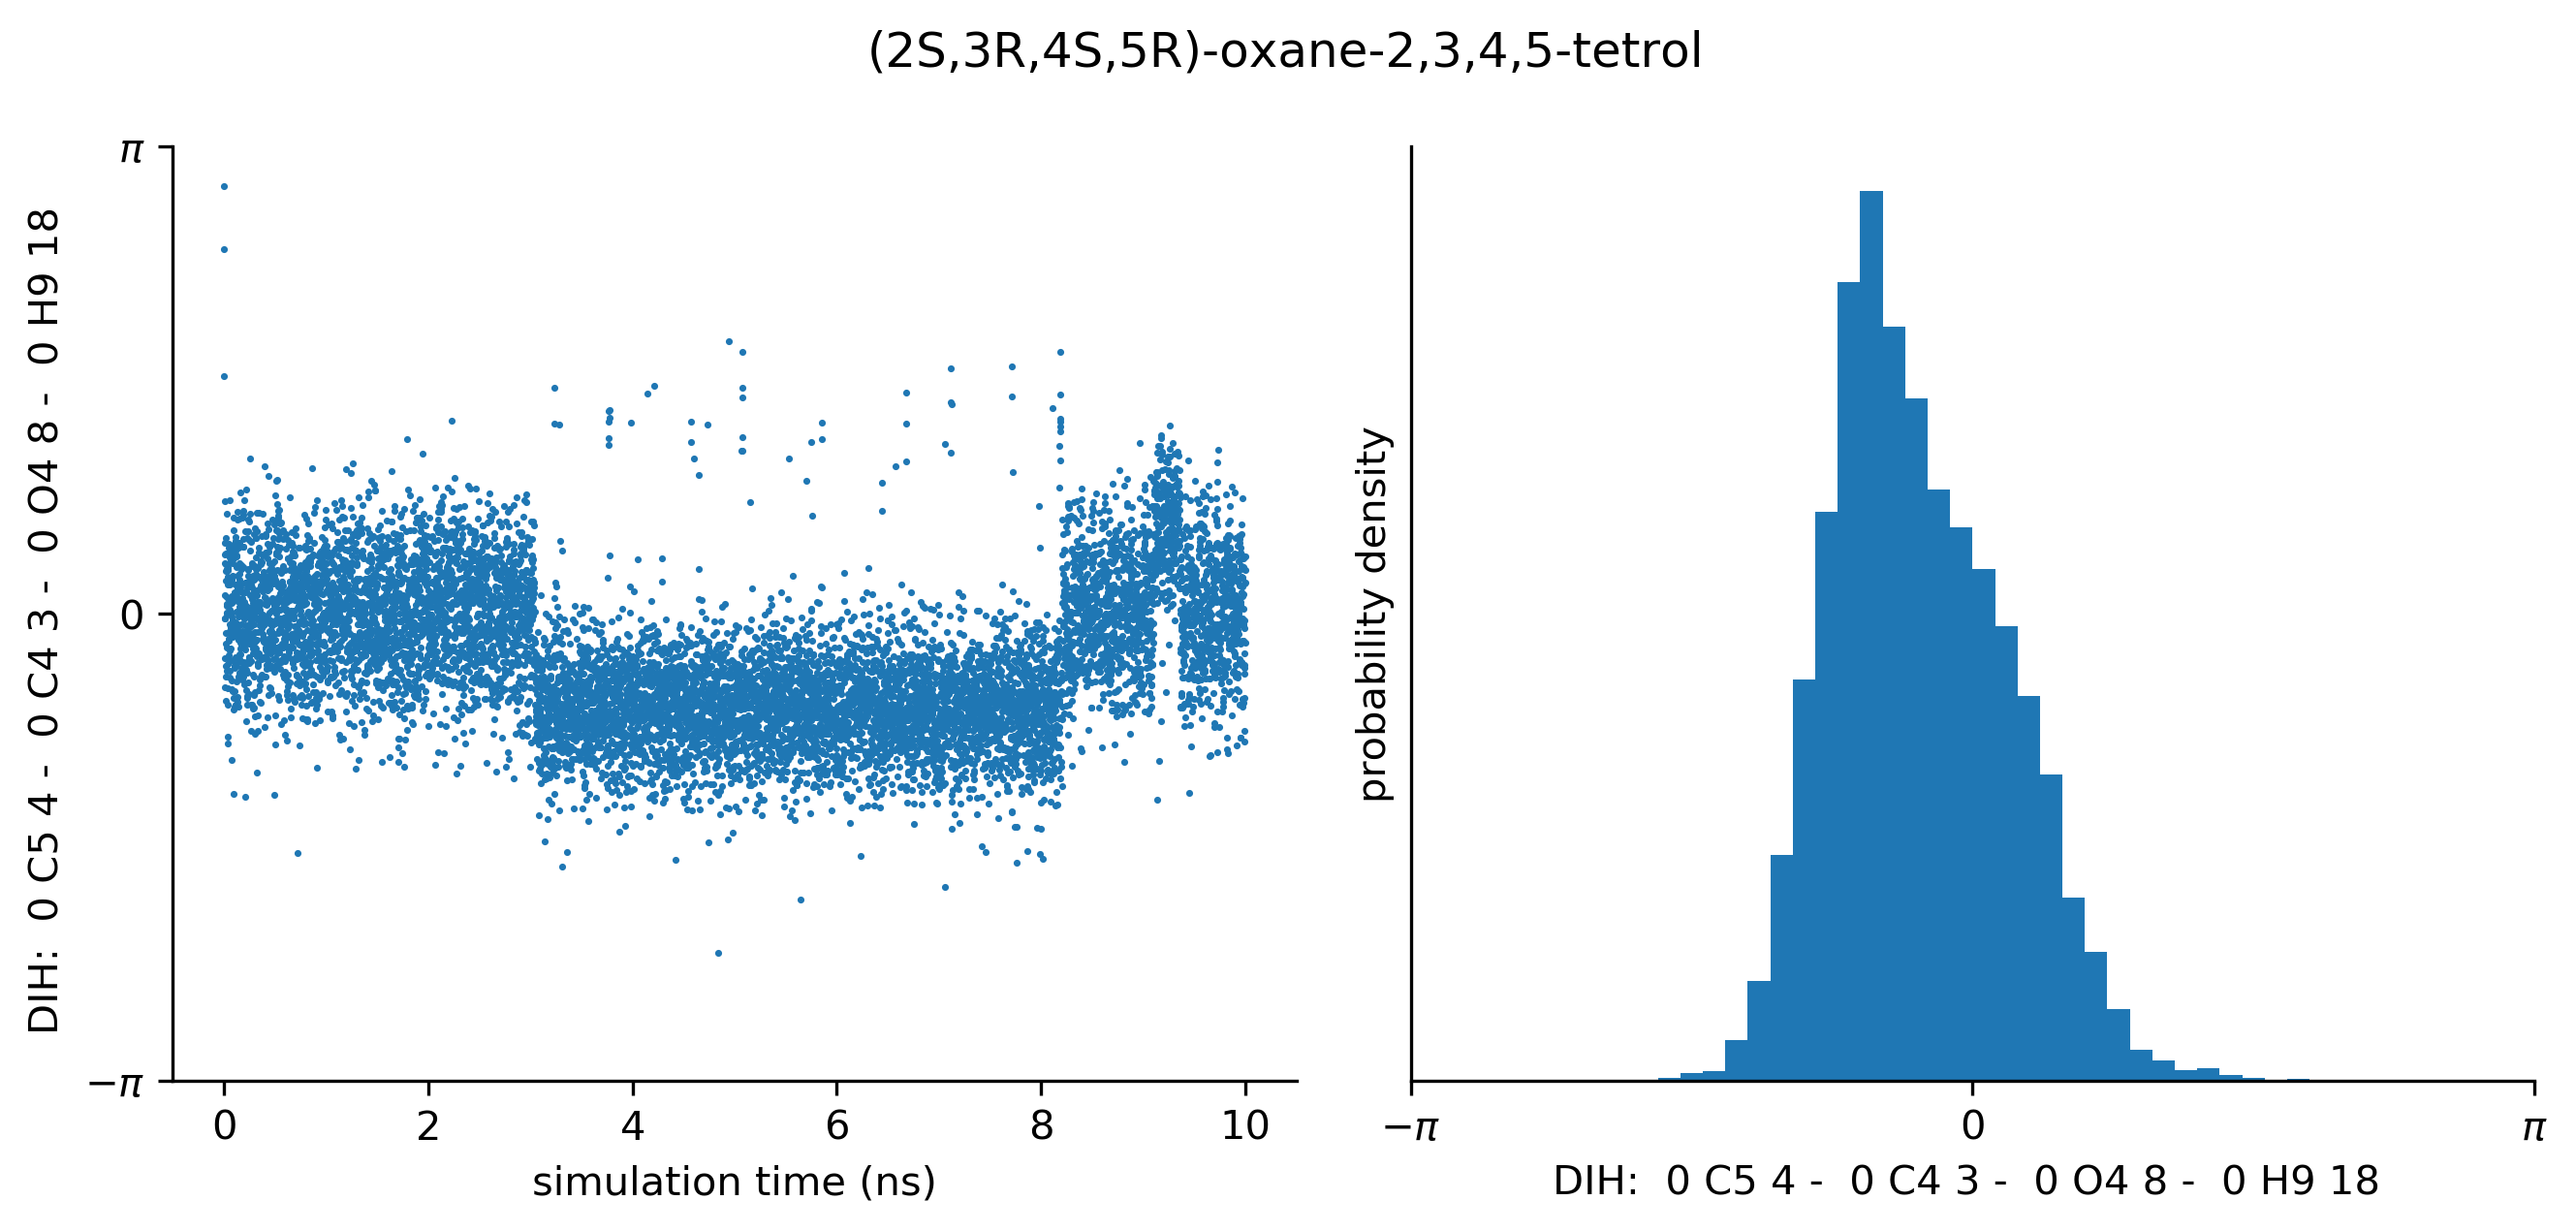 (2S,3R,4S,5R)-oxane-2,3,4,5-tetrol
π
0
−π
DIH:  0 C5 4 -  0 C4 3 -  0 O4 8 -  0 H9 18
0 2 4 6 8 10
simulation time (ns)
probability density
−π 0 π
DIH:  0 C5 4 -  0 C4 3 -  0 O4 8 -  0 H9 18